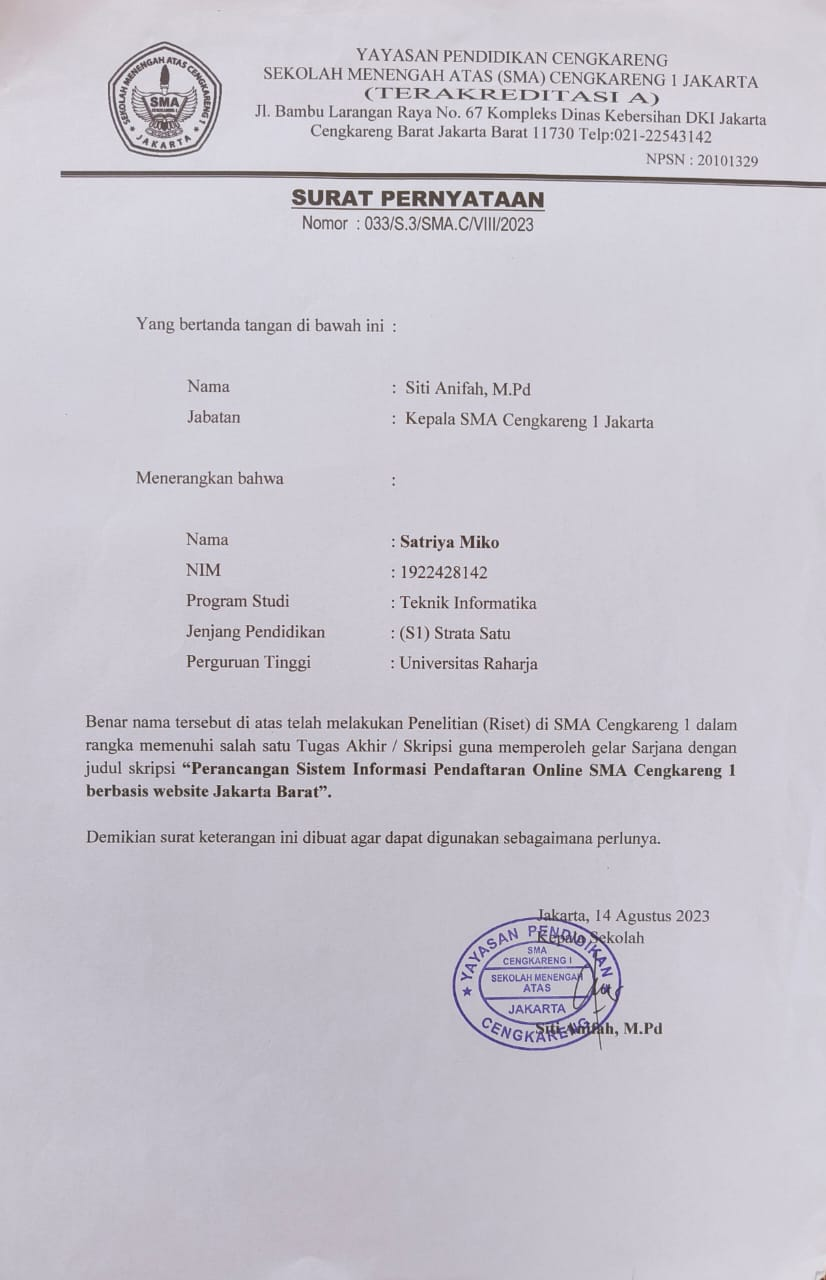 SEKOLAH MENENGAH ATAS CENGKARENG 1
SMA
JAKARTA
YAYASAN PENDIDIKAN CENGKARENG
SEKOLAH MENENGAH ATAS (SMA) CENGKARENG 1 JAKARTA
(TERAKREDITASI A)
Jl. Bambu Larangan Raya No. 67 Kompleks Dinas Kebersihan DKI Jakarta
Cengkareng Barat Jakarta Barat 11730 Telp:021-22543142
NPSN : 20101329
SURAT PERNYATAAN
Nomor : 033/S.3/SMA.C/VIII/2023
Yang bertanda tangan di bawah ini :
Nama : Siti Anifah, M.Pd
Jabatan : Kepala SMA Cengkareng 1 Jakarta
Menerangkan bahwa :
Nama : Satriya Miko
NIM : 1922428142
Program Studi : Teknik Informatika
Jenjang Pendidikan : (S1) Strata Satu
Perguruan Tinggi : Universitas Raharja
Benar nama tersebut di atas telah melakukan Penelitian (Riset) di SMA Cengkareng 1 dalam
rangka memenuhi salah satu Tugas Akhir / Skripsi guna memperoleh gelar Sarjana dengan
judul skripsi “Perancangan Sistem Informasi Pendaftaran Online SMA Cengkareng 1
berbasis website Jakarta Barat”.
Demikian surat keterangan ini dibuat agar dapat digunakan sebagaimana perlunya.
Jakarta, 14 Agustus 2023
Kepala Sekolah
YAYASAN PENDIDIKAN
SMA
CENGKARENG I
SEKOLAH MENENGAH
ATAS
JAKARTA
CENGKARENG
Siti Anifah, M.Pd